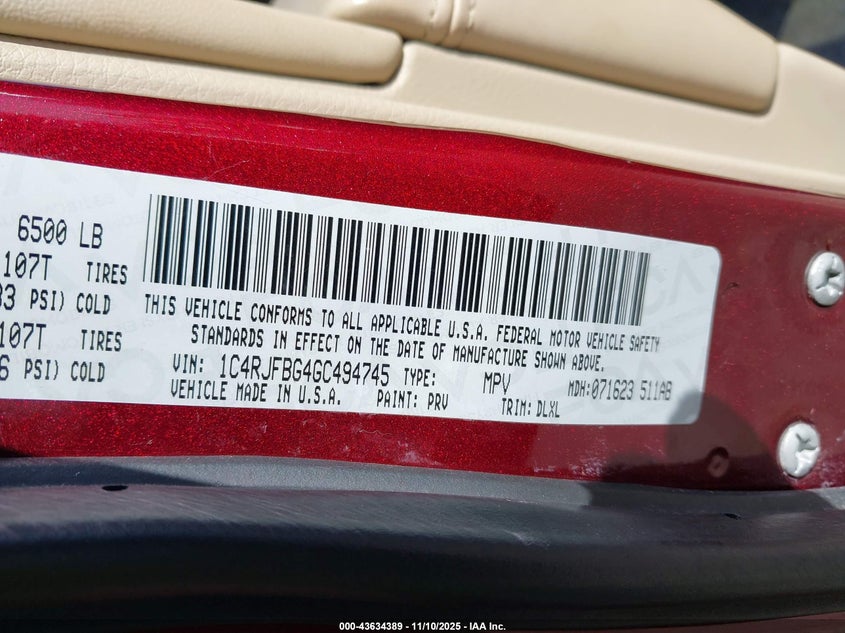 6500 LB
107T TIRES
33 PSI) COLD
107T TIRES
6 PSI) COLD
THIS VEHICLE CONFORMS TO ALL APPLICABLE U.S.A. FEDERAL MOTOR VEHICLE SAFETY
STANDARDS IN EFFECT ON THE DATE OF MANUFACTURE SHOWN ABOVE.
VIN: 1C4RJFBG4GC494745 TYPE: MPV MDH:071623 511AB
VEHICLE MADE IN U.S.A. PAINT: PRV TRIM: DLXL
000-43634389 - 11/10/2025 - IAA Inc.